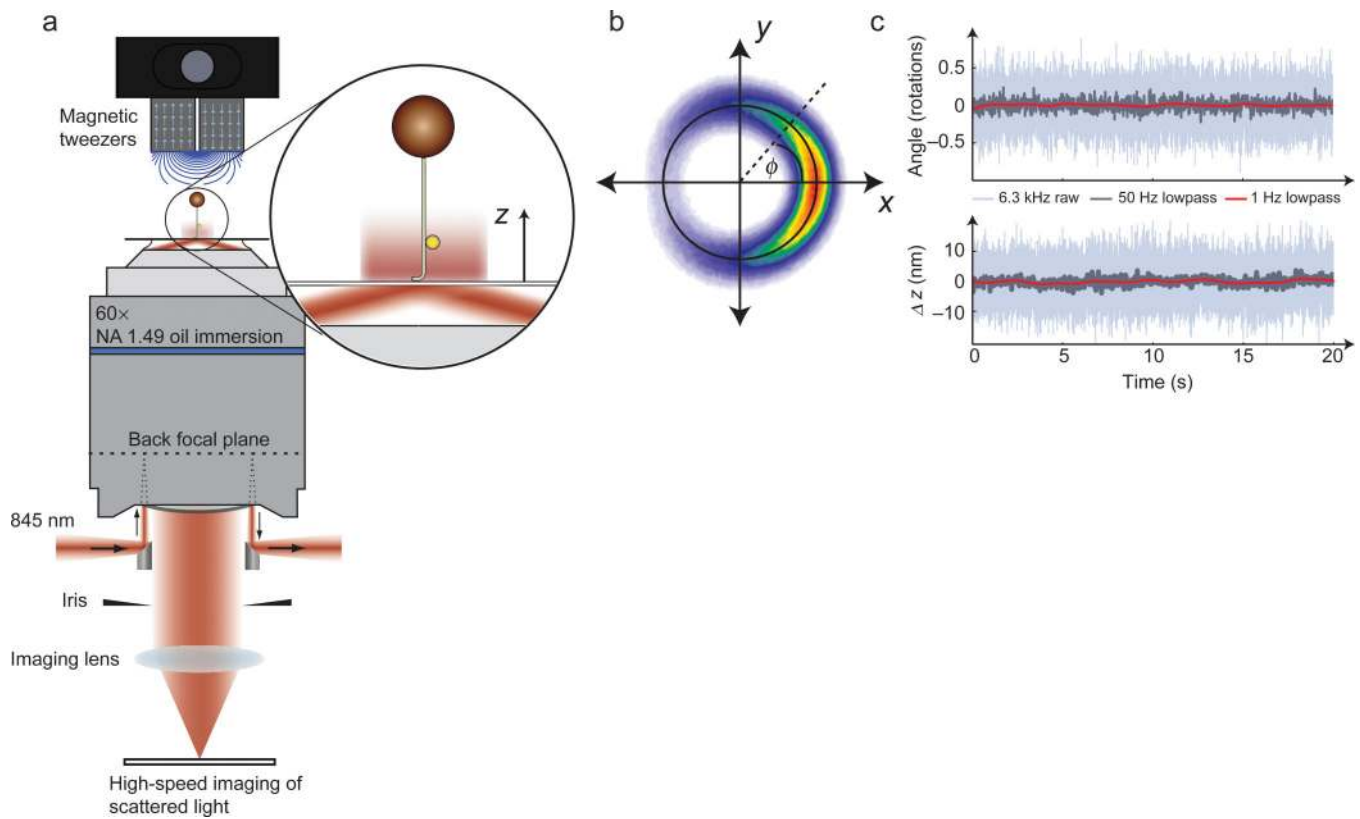 a
Magnetic
tweezers
z
60×
NA 1.49 oil immersion
Back focal plane
845 nm
Iris
Imaging lens
High-speed imaging of
scattered light
b
y
ϕ
x
c
Angle (rotations)
0.5
0
−0.5
6.3 kHz raw 50 Hz lowpass 1 Hz lowpass
Δ z (nm)
10
0
−10
0 5 10 15 20
Time (s)